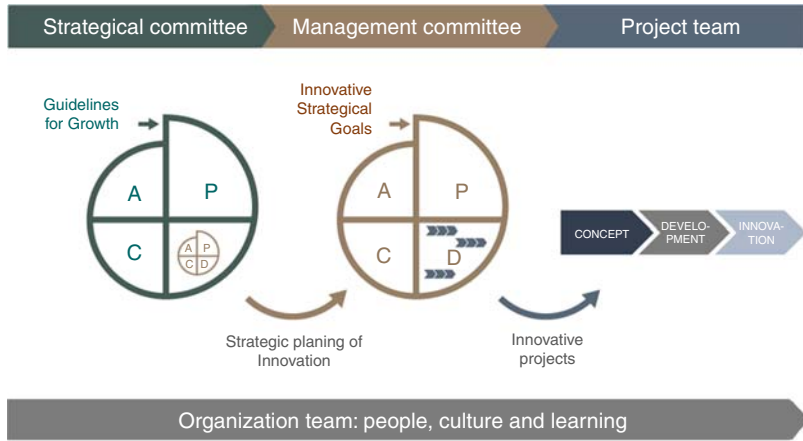 Strategical committee
Management committee
Project team
Guidelines
for Growth
A
P
C
A P
C D
Strategic planing of
Innovation
Innovative
Strategical
Goals
A
P
C
D
Innovative
projects
CONCEPT
DEVELO-
PMENT
INNOVA-
TION
Organization team: people, culture and learning